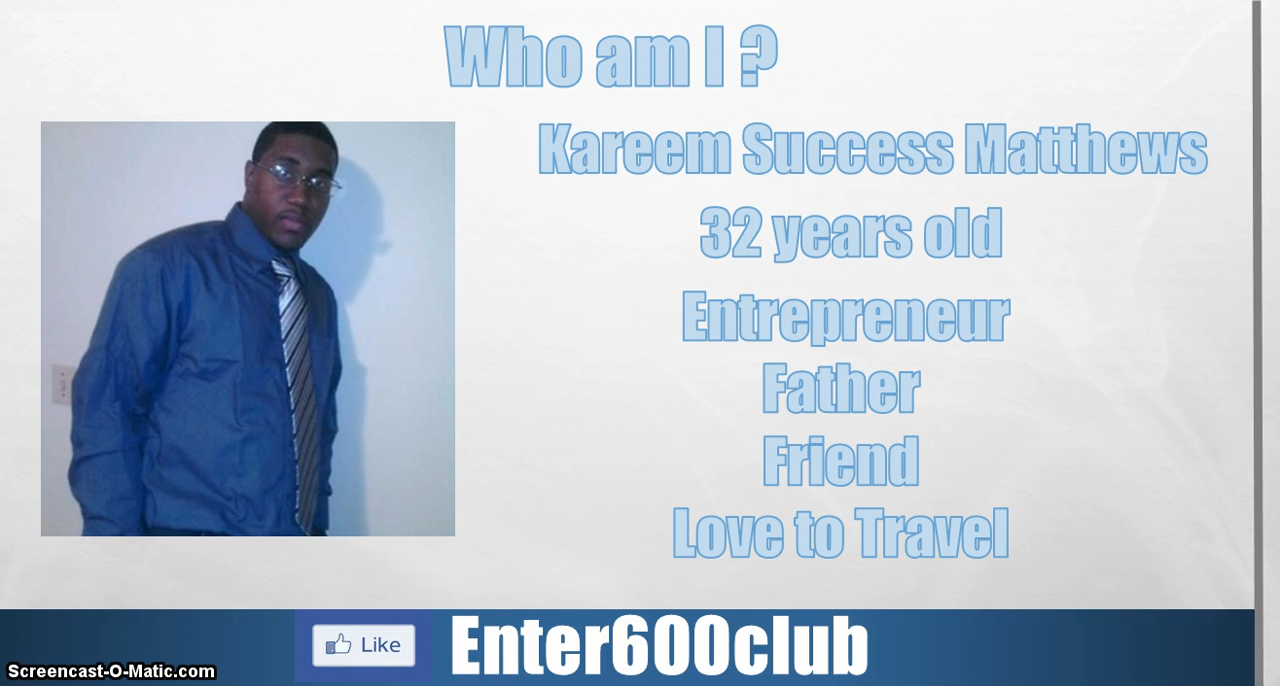 Who am I ?
Kareem Success Matthews
32 years old
Entrepreneur
Father
Friend
Love to Travel
Like
Enter600club
Screencast-O-Matic.com